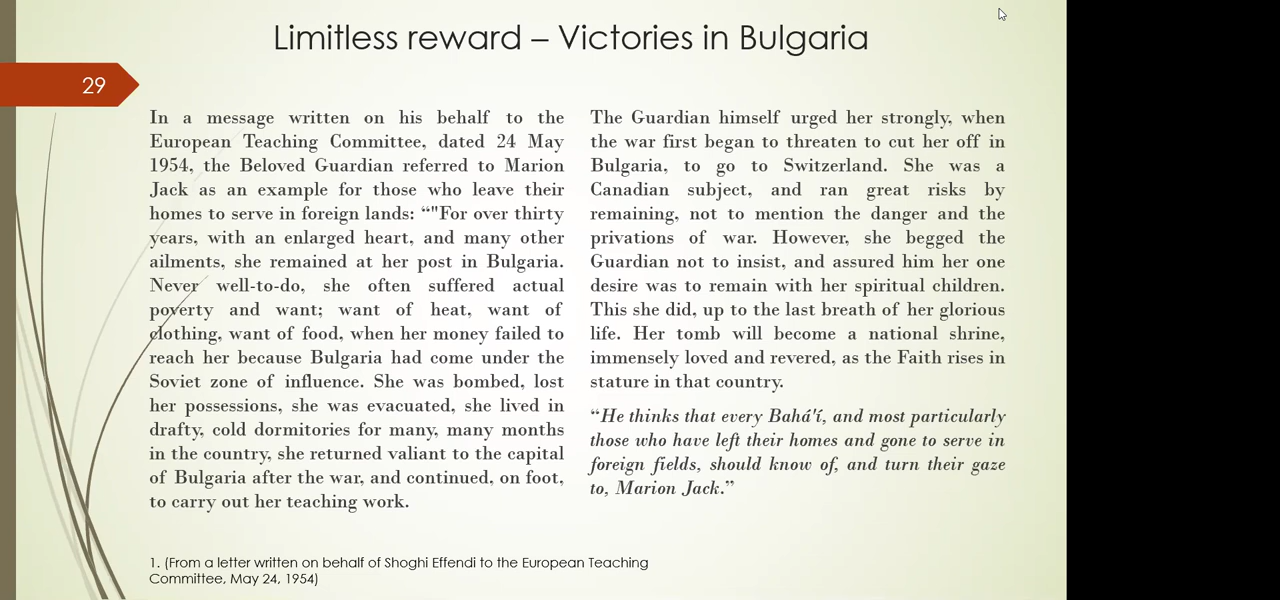 Limitless reward – Victories in Bulgaria
29
In a message written on his behalf to the
European Teaching Committee, dated 24 May
1954, the Beloved Guardian referred to Marion
Jack as an example for those who leave their
homes to serve in foreign lands: “"For over thirty
years, with an enlarged heart, and many other
ailments, she remained at her post in Bulgaria.
Never well-to-do, she often suffered actual
poverty and want; want of heat, want of
clothing, want of food, when her money failed to
reach her because Bulgaria had come under the
Soviet zone of influence. She was bombed, lost
her possessions, she was evacuated, she lived in
drafty, cold dormitories for many, many months
in the country, she returned valiant to the capital
of Bulgaria after the war, and continued, on foot,
to carry out her teaching work.
The Guardian himself urged her strongly, when
the war first began to threaten to cut her off in
Bulgaria, to go to Switzerland. She was a
Canadian subject, and ran great risks by
remaining, not to mention the danger and the
privations of war. However, she begged the
Guardian not to insist, and assured him her one
desire was to remain with her spiritual children.
This she did, up to the last breath of her glorious
life. Her tomb will become a national shrine,
immensely loved and revered, as the Faith rises in
stature in that country.
“He thinks that every Bahá'í, and most particularly
those who have left their homes and gone to serve in
foreign fields, should know of, and turn their gaze
to, Marion Jack.”
1. (From a letter written on behalf of Shoghi Effendi to the European Teaching
Committee, May 24, 1954)